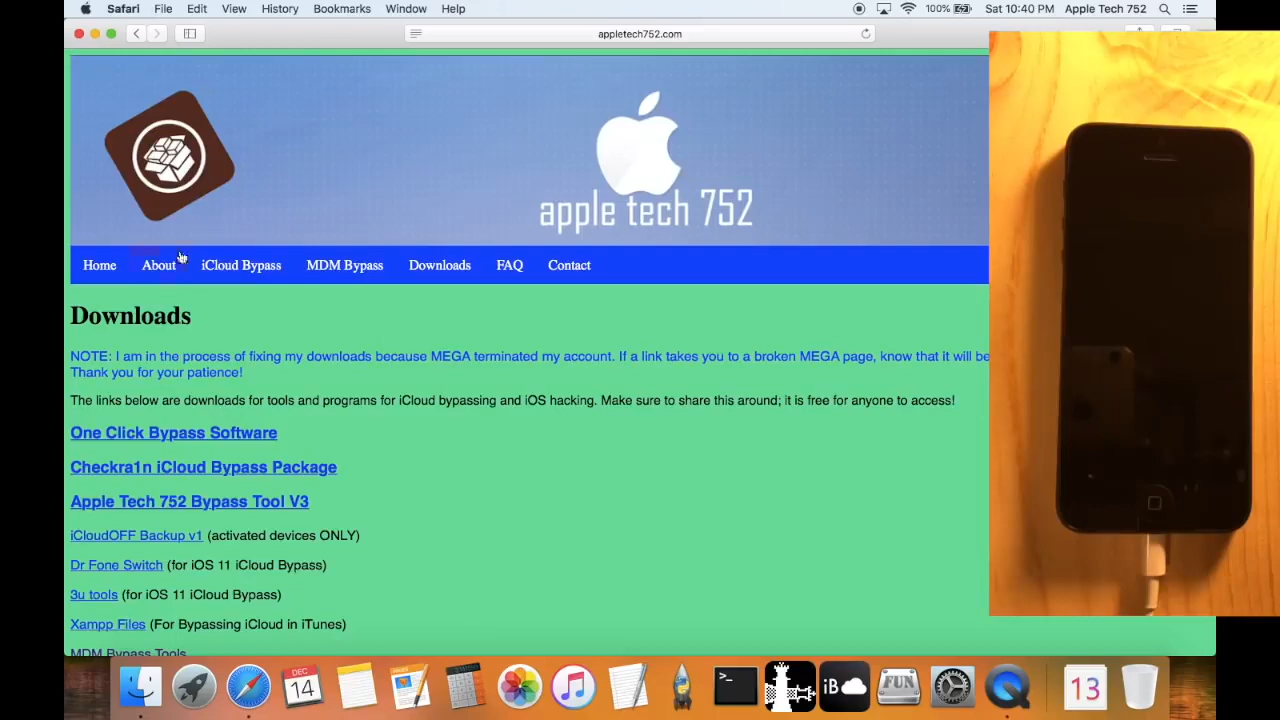 Safari File Edit View History Bookmarks Window Help 100% Sat 10:40 PM Apple Tech 752
appletech752.com
apple tech 752
Home About iCloud Bypass MDM Bypass Downloads FAQ Contact
Downloads
NOTE: I am in the process of fixing my downloads because MEGA terminated my account. If a link takes you to a broken MEGA page, know that it will be
Thank you for your patience!
The links below are downloads for tools and programs for iCloud bypassing and iOS hacking. Make sure to share this around; it is free for anyone to access!
One Click Bypass Software
Checkra1n iCloud Bypass Package
Apple Tech 752 Bypass Tool V3
iCloudOFF Backup v1 (activated devices ONLY)
Dr Fone Switch (for iOS 11 iCloud Bypass)
3u tools (for iOS 11 iCloud Bypass)
Xampp Files (For Bypassing iCloud in iTunes)
MDM Bypass Tools
DEC
14
>_
iB
FUN
13